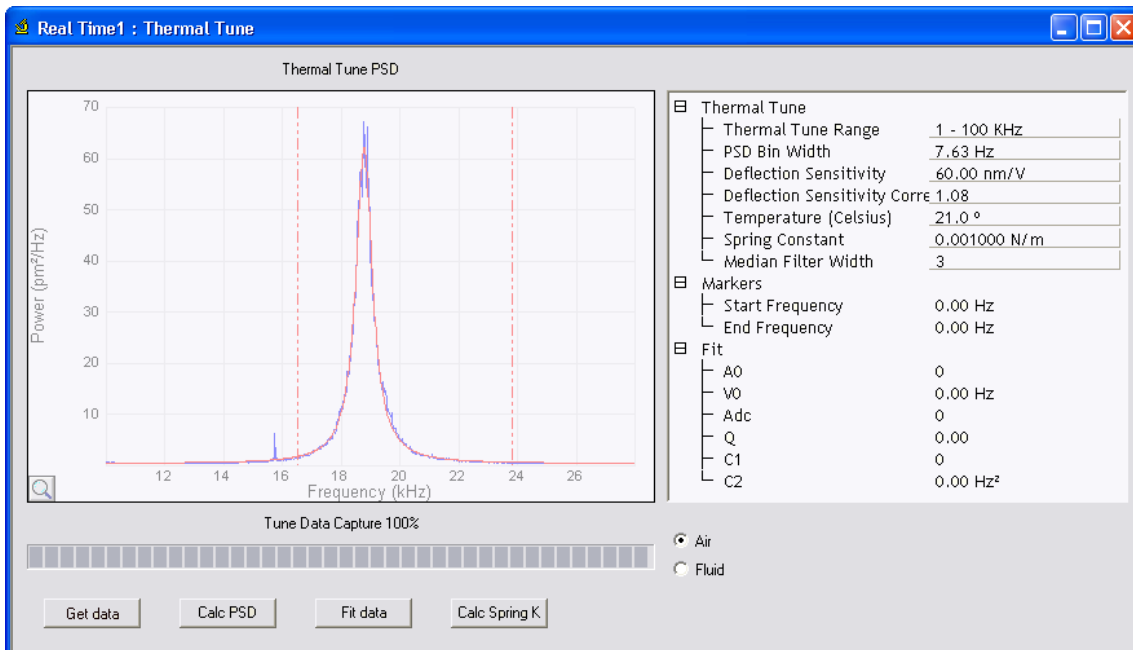 Real Time1 : Thermal Tune
Thermal Tune PSD
70
60
50
40
30
20
10
Power (pm²/Hz)
12 14 16 18 20 22 24 26
Frequency (kHz)
Thermal Tune
Thermal Tune Range 1 - 100 KHz
PSD Bin Width 7.63 Hz
Deflection Sensitivity 60.00 nm/V
Deflection Sensitivity Corre 1.08
Temperature (Celsius) 21.0 º
Spring Constant 0.001000 N/m
Median Filter Width 3
Markers
Start Frequency 0.00 Hz
End Frequency 0.00 Hz
Fit
A0 0
V0 0.00 Hz
Adc 0
Q 0.00
C1 0
C2 0.00 Hz²
Tune Data Capture 100%
Air
Fluid
Get data Calc PSD Fit data Calc Spring K